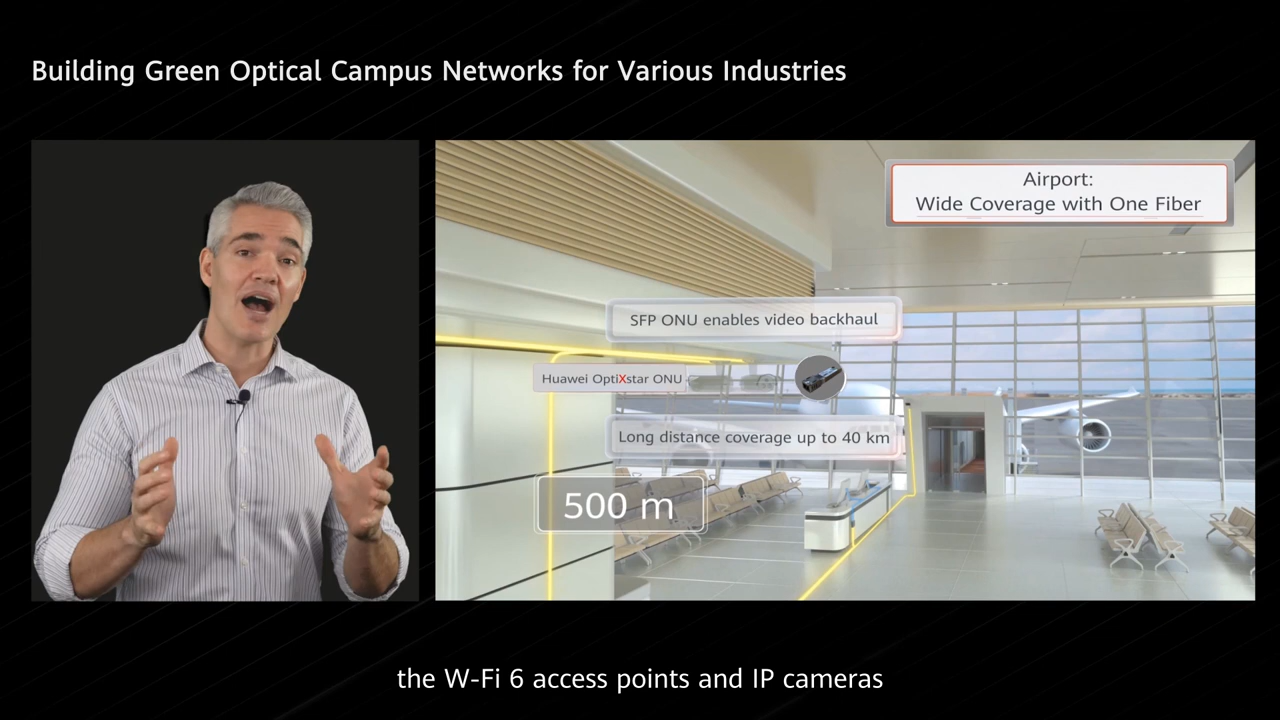 Building Green Optical Campus Networks for Various Industries
Airport:
Wide Coverage with One Fiber
SFP ONU enables video backhaul
Huawei OptiXstar ONU
Long distance coverage up to 40 km
500 m
the W-Fi 6 access points and IP cameras